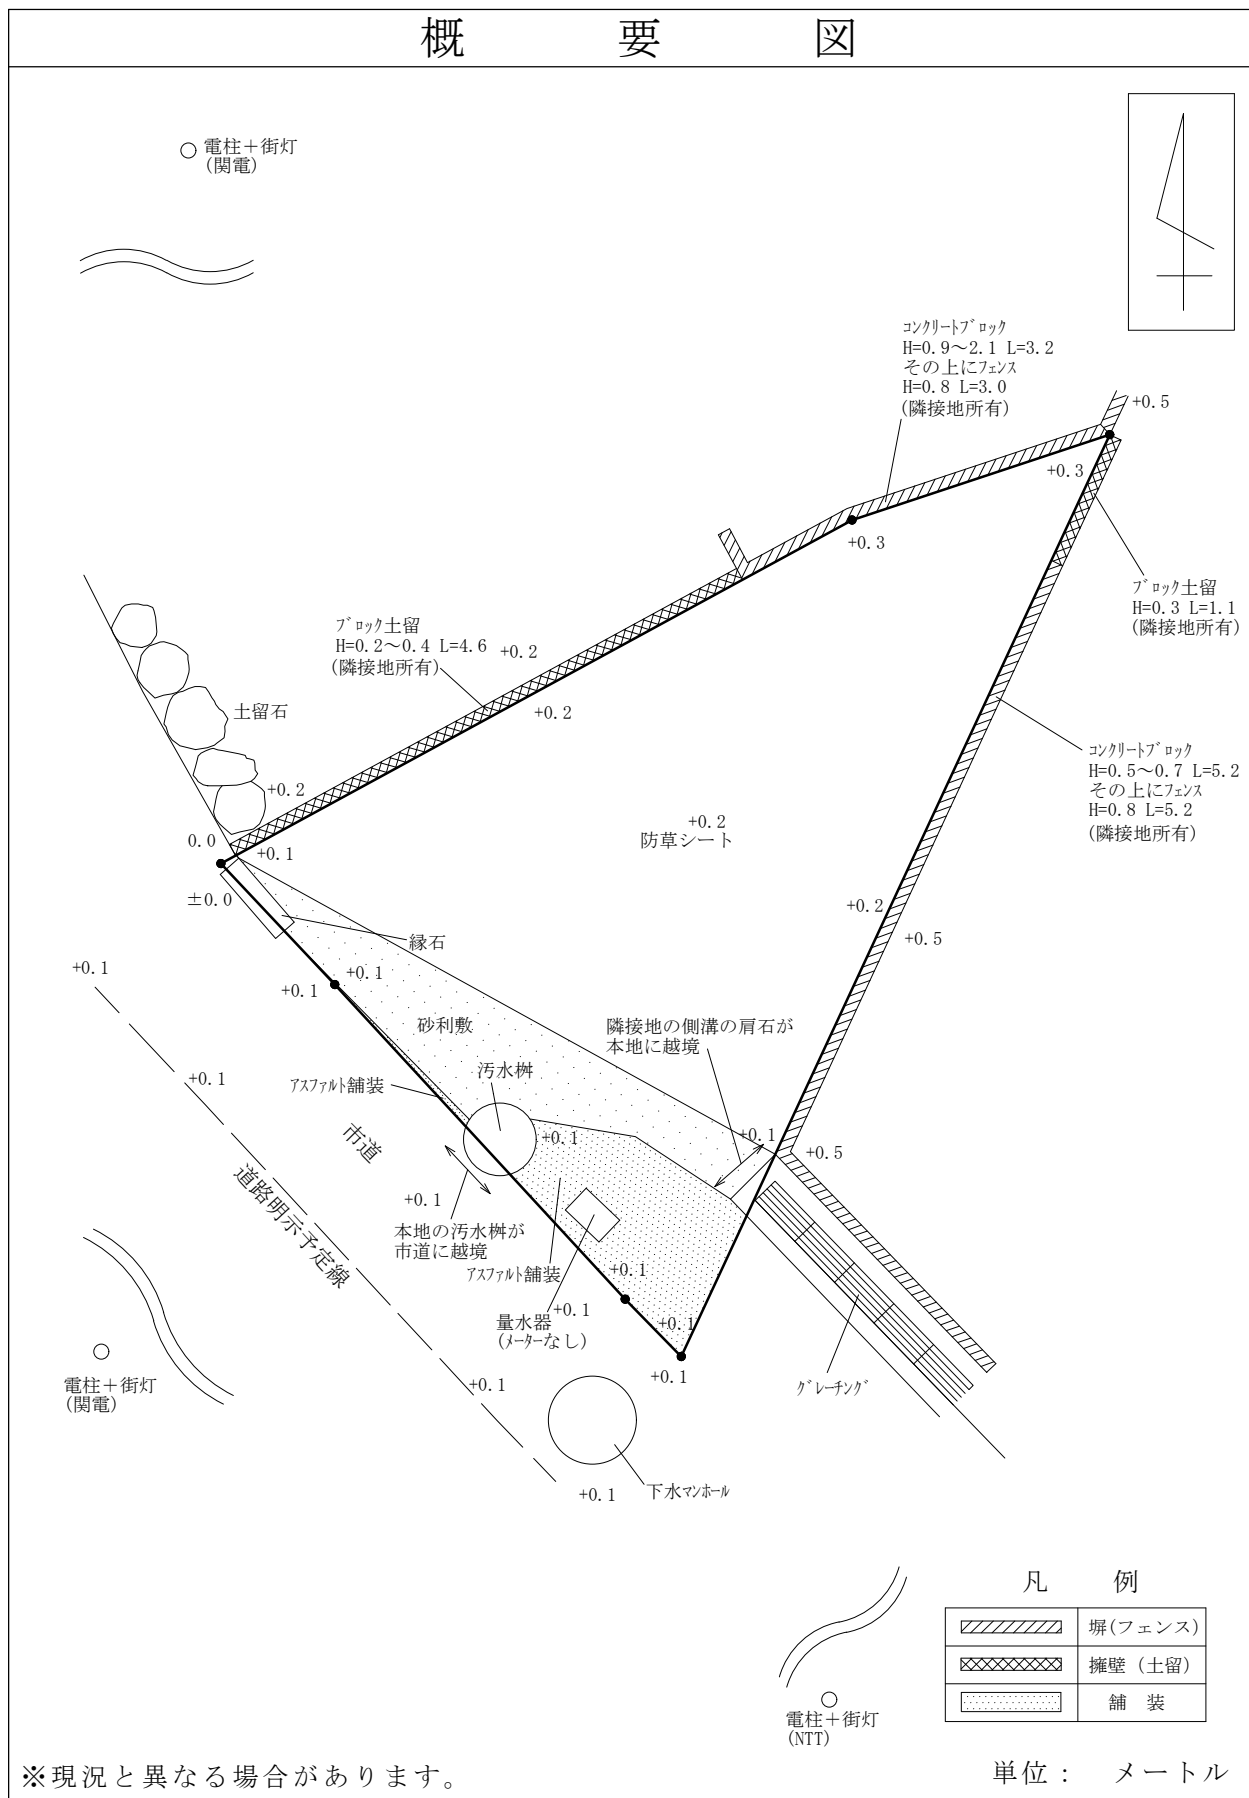 概要図
電柱＋街灯
(関電)
コンクリートブロック
H=0.9～2.1 L=3.2
その上にフェンス
H=0.8 L=3.0
(隣接地所有)
+0.5
+0.3
+0.3
ブロック土留
H=0.3 L=1.1
(隣接地所有)
ブロック土留
H=0.2～0.4 L=4.6
(隣接地所有)
+0.2
+0.2
土留石
+0.2
コンクリートブロック
H=0.5～0.7 L=5.2
その上にフェンス
H=0.8 L=5.2
(隣接地所有)
+0.2
防草シート
0.0
+0.1
±0.0
+0.2
+0.5
縁石
+0.1
+0.1
+0.1
砂利敷
隣接地の側溝の肩石が
本地に越境
汚水桝
アスファルト舗装
+0.1
市道
+0.1
+0.1
+0.5
道路明示予定線
+0.1
本地の汚水桝が
市道に越境
アスファルト舗装
+0.1
+0.1
量水器
(メーターなし)
+0.1
+0.1
電柱＋街灯
(関電)
+0.1
グレーチング
+0.1
下水マンホール
凡例
塀(フェンス)
擁壁（土留）
舗装
電柱＋街灯
(NTT)
※現況と異なる場合があります。
単位： メートル